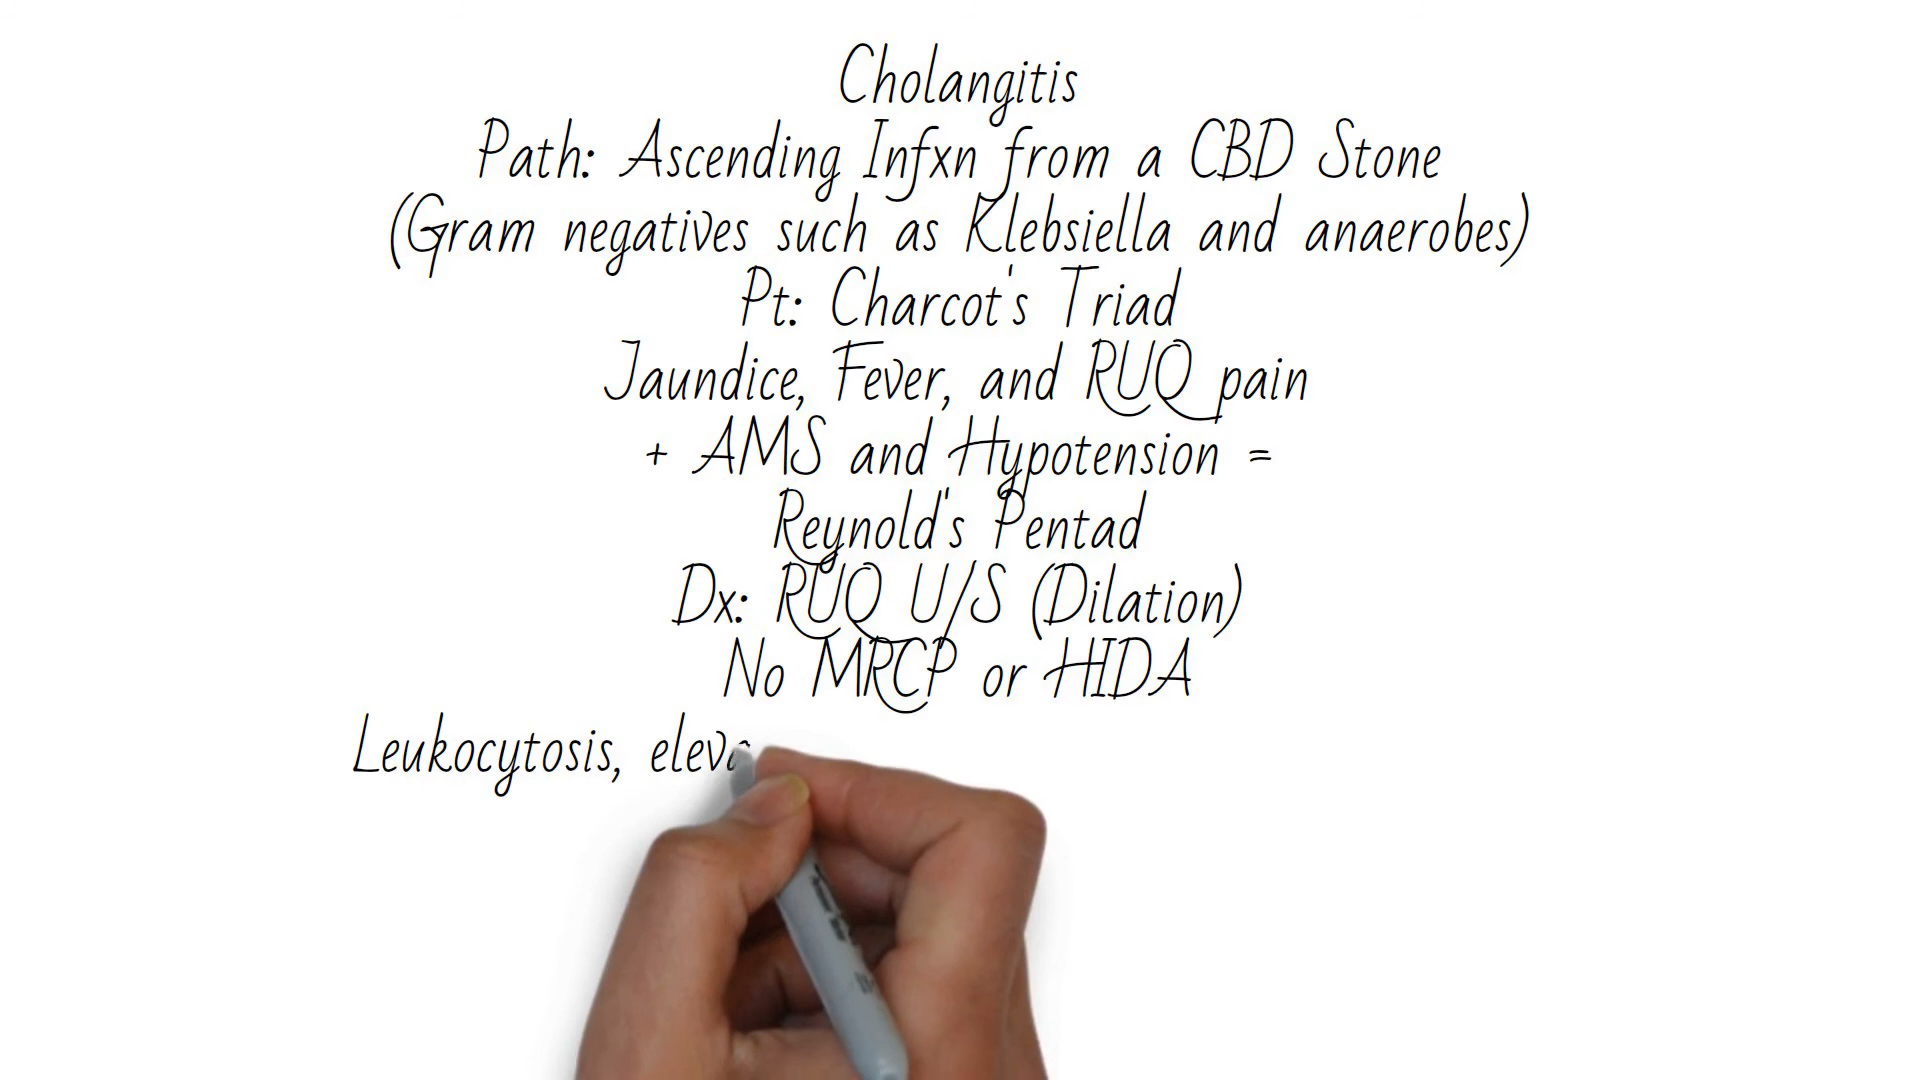 Cholangitis
Path: Ascending Infxn from a CBD Stone
(Gram negatives such as Klebsiella and anaerobes)
Pt: Charcot's Triad
Jaundice, Fever, and RUQ pain
+ AMS and Hypotension =
Reynold's Pentad
Dx: RUQ U/S (Dilation)
No MRCP or HIDA
Leukocytosis, eleva